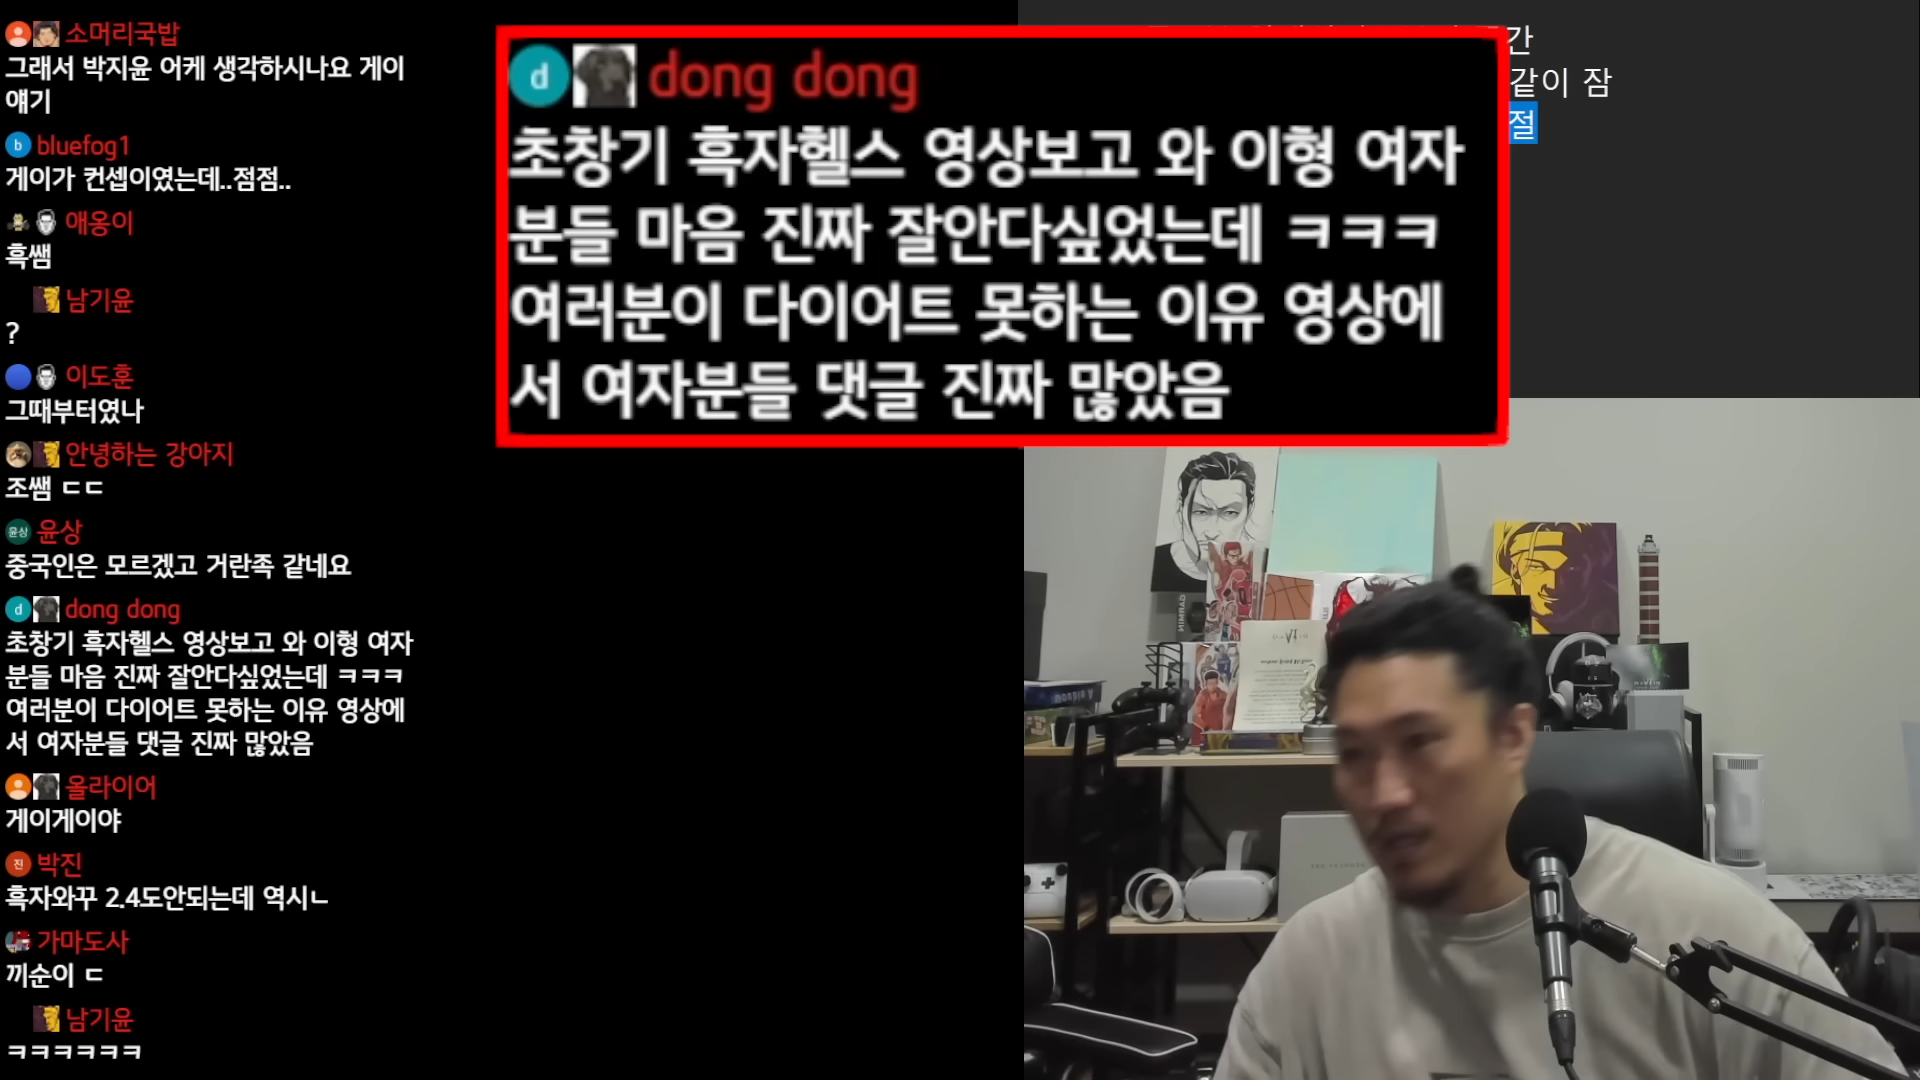 소머리국밥
그래서 박지윤 어케 생각하시나요 게이
얘기
b bluefog1
게이가 컨셉이였는데..점점..
애옹이
흑쌤
남기윤
?
이도훈
그때부터였나
안녕하는 강아지
조쌤 ㄷㄷ
윤상 윤상
중국인은 모르겠고 거란족 같네요
d dong dong
초창기 흑자헬스 영상보고 와 이형 여자
분들 마음 진짜 잘안다싶었는데 ㅋㅋㅋ
여러분이 다이어트 못하는 이유 영상에
서 여자분들 댓글 진짜 많았음
올라이어
게이게이야
진 박진
흑자와꾸 2.4도안되는데 역시ㄴ
가마도사
끼순이 ㄷ
남기윤
ㅋㅋㅋㅋㅋㅋ
d dong dong
초창기 흑자헬스 영상보고 와 이형 여자
분들 마음 진짜 잘안다싶었는데 ㅋㅋㅋ
여러분이 다이어트 못하는 이유 영상에
서 여자분들 댓글 진짜 많았음
간
같이 잠
절